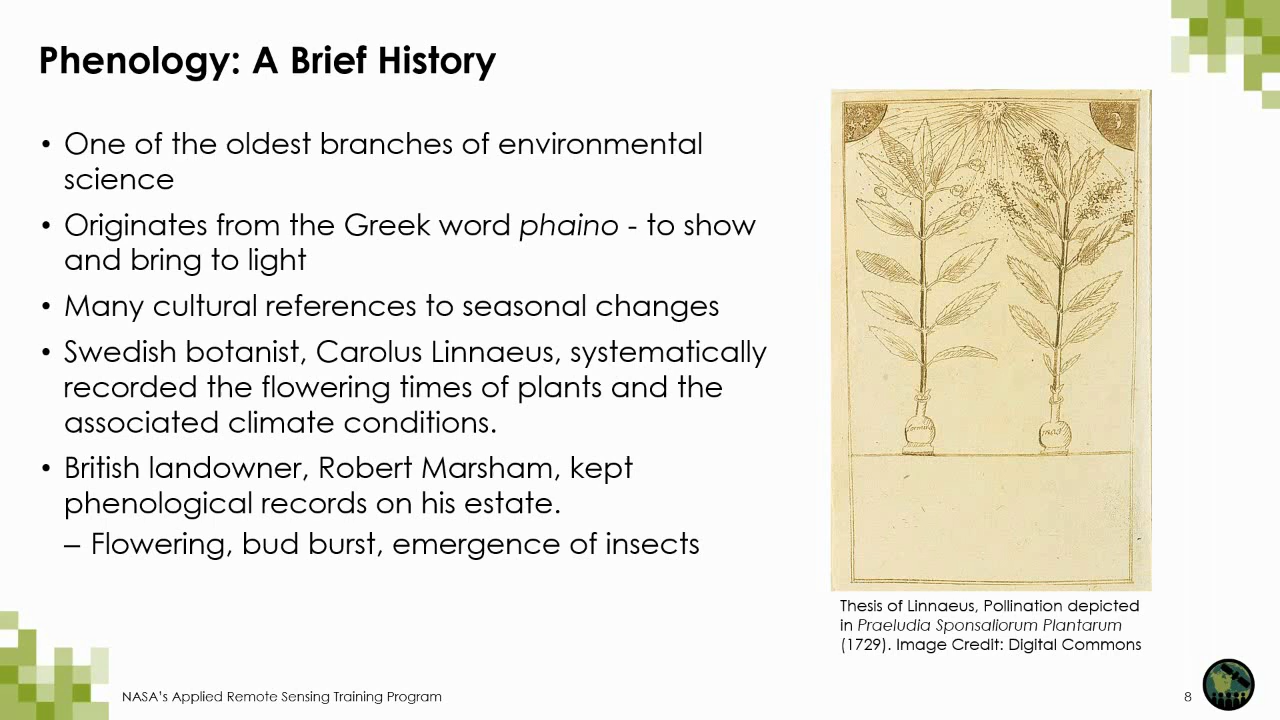 Phenology: A Brief History
• One of the oldest branches of environmental
science
• Originates from the Greek word phaino - to show
and bring to light
• Many cultural references to seasonal changes
• Swedish botanist, Carolus Linnaeus, systematically
recorded the flowering times of plants and the
associated climate conditions.
• British landowner, Robert Marsham, kept
phenological records on his estate.
– Flowering, bud burst, emergence of insects
Thesis of Linnaeus, Pollination depicted
in Praeludia Sponsaliorum Plantarum
(1729). Image Credit: Digital Commons
NASA's Applied Remote Sensing Training Program
8